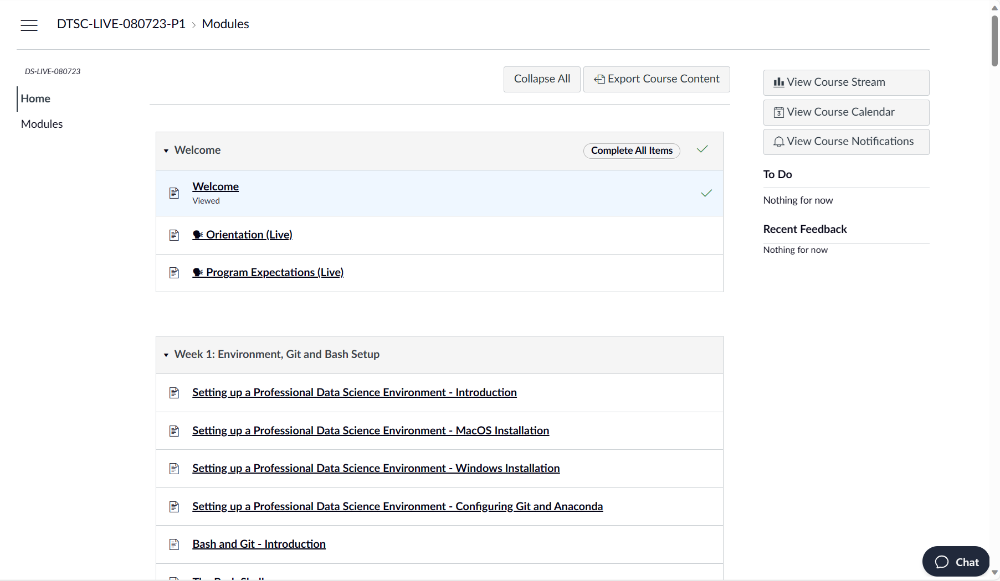 DTSC-LIVE-080723-P1 › Modules
DS-LIVE-080723
Home
Modules
Collapse All
Export Course Content
Welcome
Complete All Items
Welcome
Viewed
Orientation (Live)
Program Expectations (Live)
Week 1: Environment, Git and Bash Setup
Setting up a Professional Data Science Environment - Introduction
Setting up a Professional Data Science Environment - MacOS Installation
Setting up a Professional Data Science Environment - Windows Installation
Setting up a Professional Data Science Environment - Configuring Git and Anaconda
Bash and Git - Introduction
View Course Stream
3
View Course Calendar
View Course Notifications
To Do
Nothing for now
Recent Feedback
Nothing for now
Chat